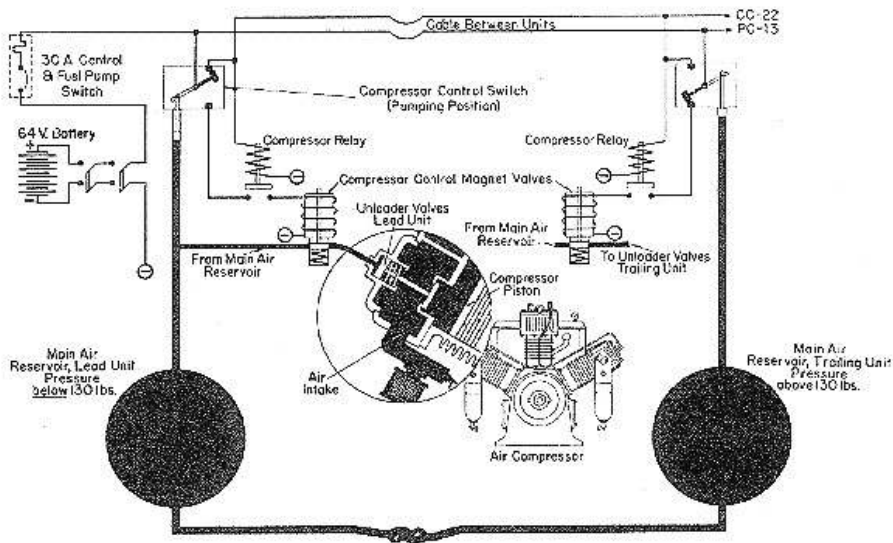 CC-22
Cable Between Units
PC-13
30 A Control
& Fuel Pump
Switch
Compressor Control Switch
(Pumping Position)
64 V. Battery
+
Compressor Relay
Compressor Relay
Compressor Control Magnet Valves
Unloader Valves
Lead Unit
From Main Air
Reservoir
From Main Air
Reservoir
To Unloader Valves
Trailing Unit
Compressor
Piston
Main Air
Reservoir, Lead Unit
Pressure
below 130 lbs.
Air
Intake
Main Air
Reservoir, Trailing Unit
Pressure
above 130 lbs.
Air Compressor